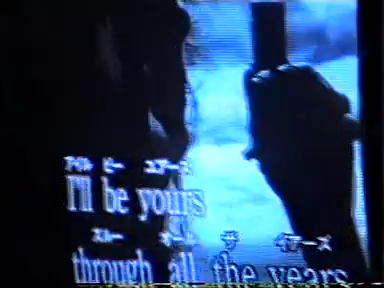 アイル ビー ユアーズ
I'll be yours
スルー オール ザ イアーズ
through all the years